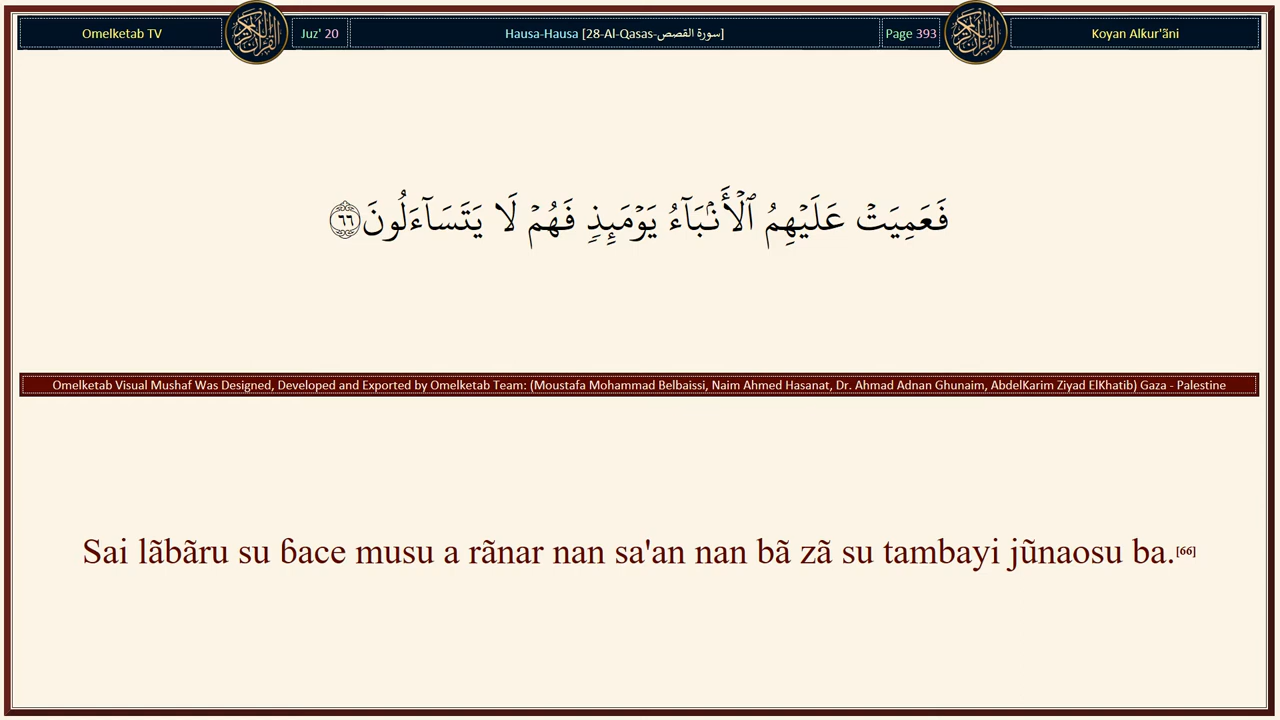 Omelketab TV
Juz' 20
Hausa-Hausa [28-Al-Qasas-سورة القصص]
Page 393
Koyan Alƙur'ãni
فَعَمِيَتۡ عَلَيۡهِمُ ٱلۡأَنۢبَآءُ يَوۡمَئِذٖ فَهُمۡ لَا يَتَسَآءَلُونَ ٦٦
Omelketab Visual Mushaf Was Designed, Developed and Exported by Omelketab Team: (Moustafa Mohammad Belbaissi, Naim Ahmed Hasanat, Dr. Ahmad Adnan Ghunaim, AbdelKarim Ziyad ElKhatib) Gaza - Palestine
Sai lãbãru su ɓace musu a rãnar nan sa'an nan bã zã su tambayi jũnaosu ba.[66]